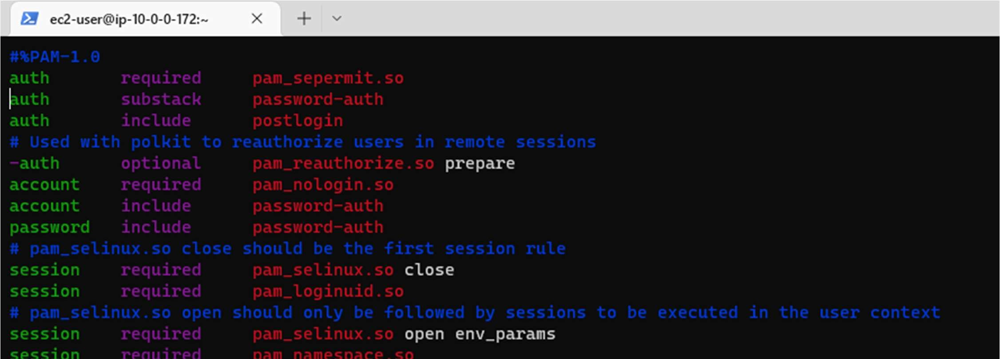 ec2-user@ip-10-0-0-172:~
#%PAM-1.0
auth required pam_sepermit.so
auth substack password-auth
auth include postlogin
# Used with polkit to reauthorize users in remote sessions
-auth optional pam_reauthorize.so prepare
account required pam_nologin.so
account include password-auth
password include password-auth
# pam_selinux.so close should be the first session rule
session required pam_selinux.so close
session required pam_loginuid.so
# pam_selinux.so open should only be followed by sessions to be executed in the user context
session required pam_selinux.so open env_params
session required pam_namespace.so